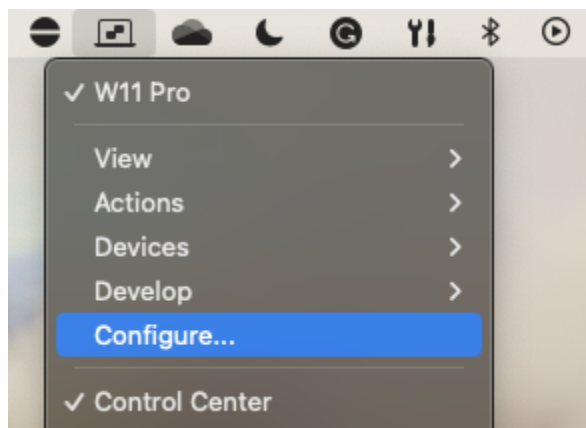 W11 Pro
View
Actions
Devices
Develop
Configure...
Control Center